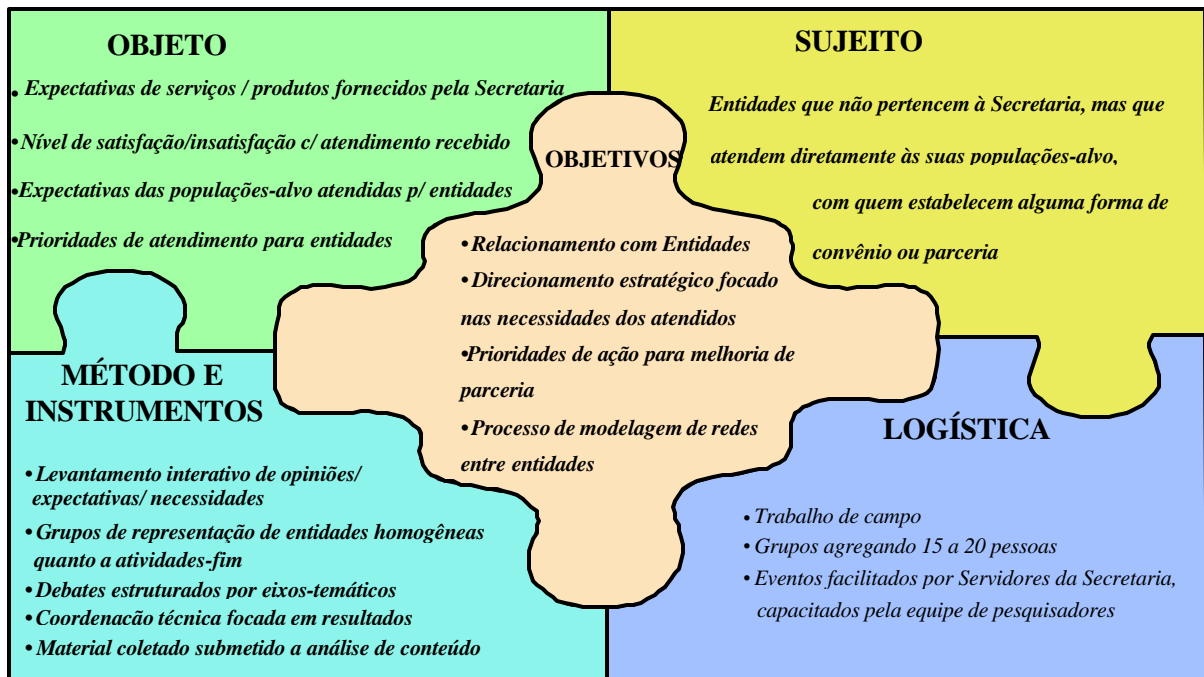 OBJETO
• Expectativas de serviços / produtos fornecidos pela Secretaria
•Nível de satisfação/insatisfação c/ atendimento recebido
•Expectativas das populações-alvo atendidas p/ entidades
•Prioridades de atendimento para entidades
SUJEITO
Entidades que não pertencem à Secretaria, mas que
atendem diretamente às suas populações-alvo,
com quem estabelecem alguma forma de
convênio ou parceria
OBJETIVOS
• Relacionamento com Entidades
• Direcionamento estratégico focado
nas necessidades dos atendidos
•Prioridades de ação para melhoria de
parceria
• Processo de modelagem de redes
entre entidades
MÉTODO E
INSTRUMENTOS
• Levantamento interativo de opiniões/
expectativas/ necessidades
• Grupos de representação de entidades homogêneas
quanto a atividades-fim
• Debates estruturados por eixos-temáticos
• Coordenacão técnica focada em resultados
• Material coletado submetido a análise de conteúdo
LOGÍSTICA
• Trabalho de campo
• Grupos agregando 15 a 20 pessoas
• Eventos facilitados por Servidores da Secretaria,
capacitados pela equipe de pesquisadores